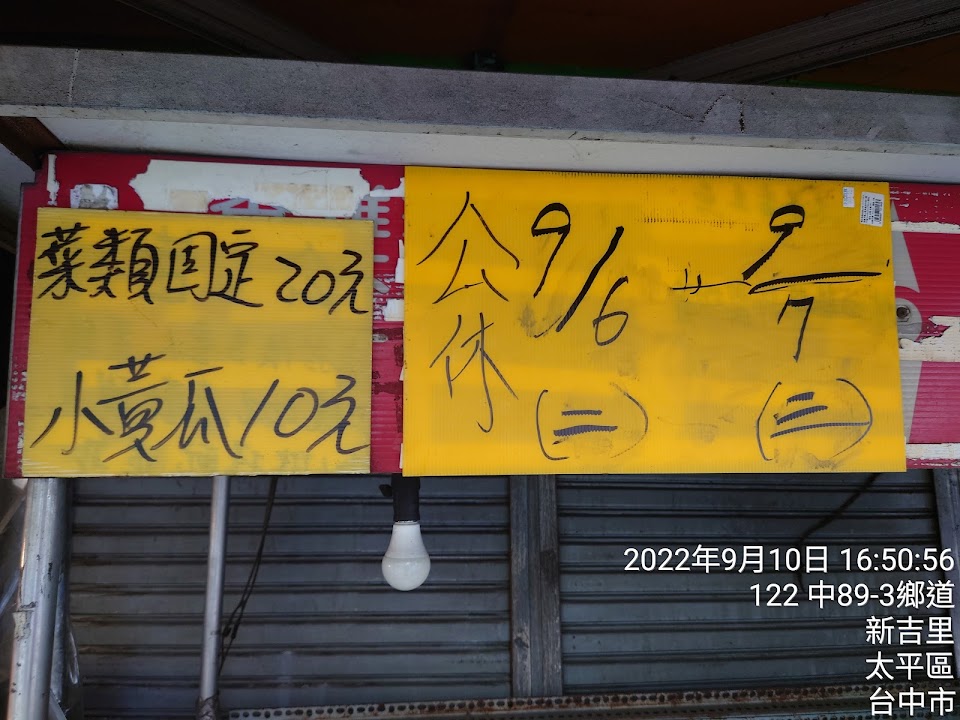 菜類固定20元
小黃瓜10元
公休
9/6
(二)
9/7
(三)
2022年9月10日 16:50:56
122 中89-3鄉道
新吉里
太平區
台中市